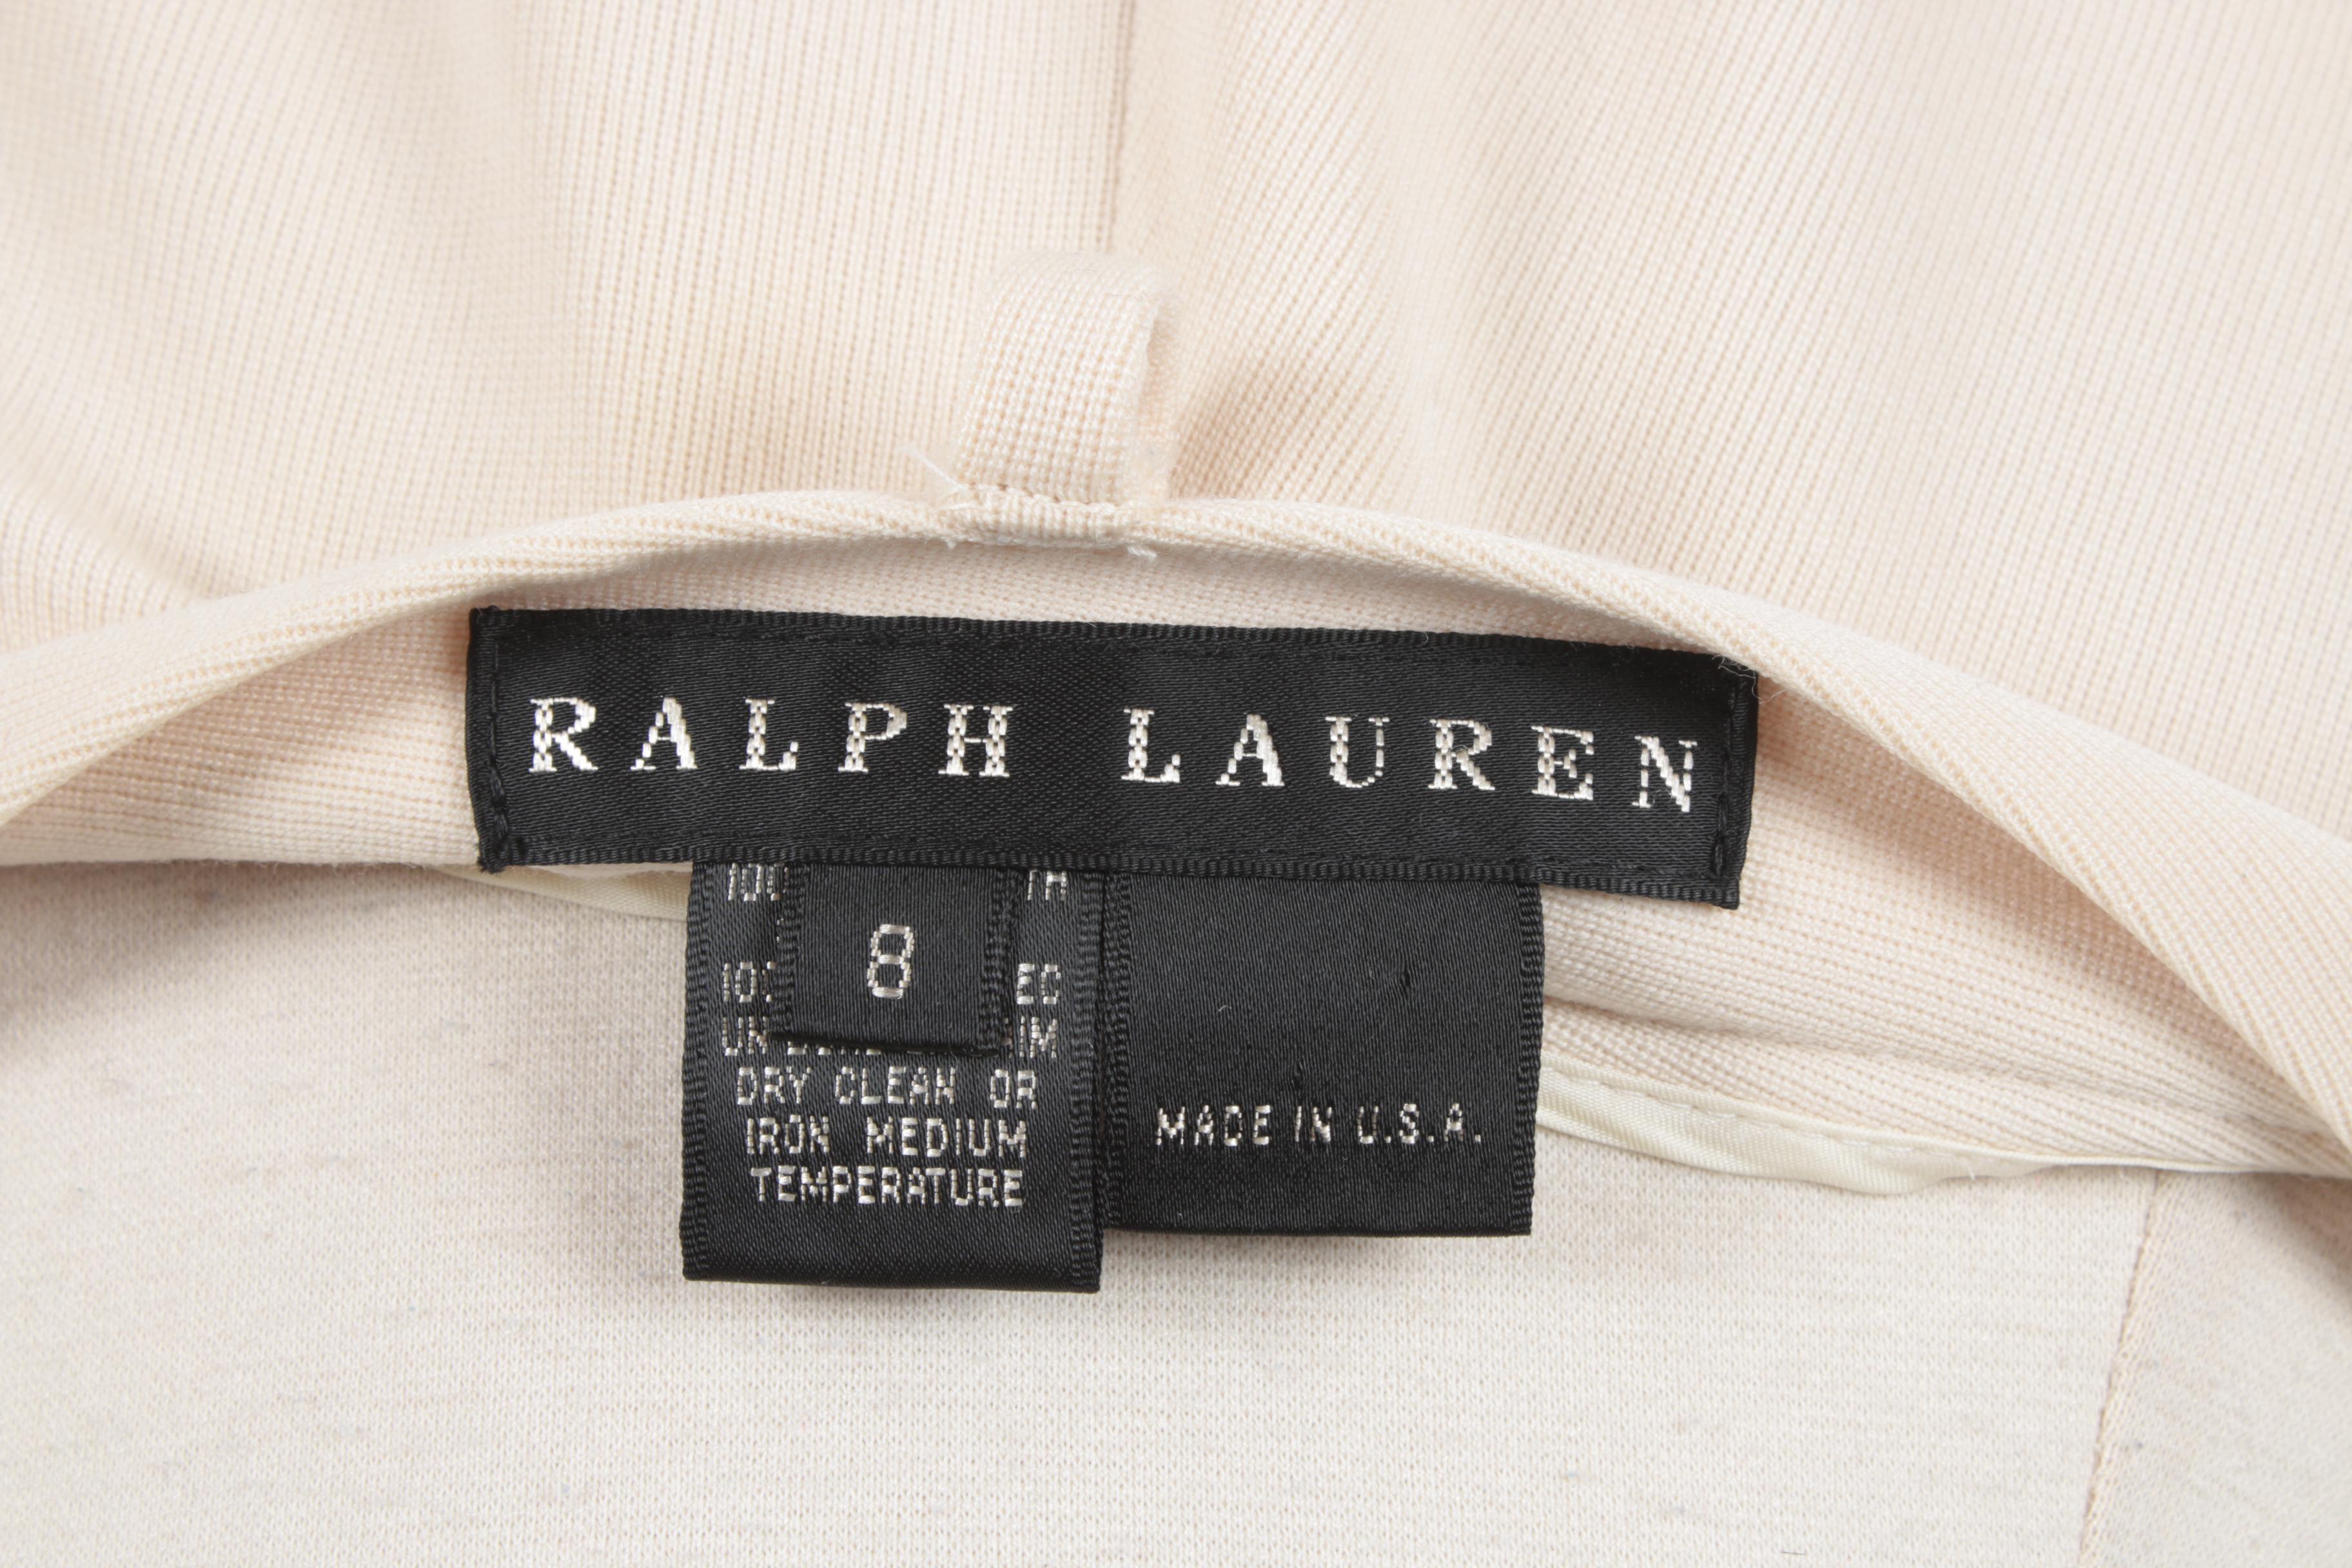 RALPH LAUREN
8
DRY CLEAN OR
IRON MEDIUM
TEMPERATURE
MADE IN U.S.A.